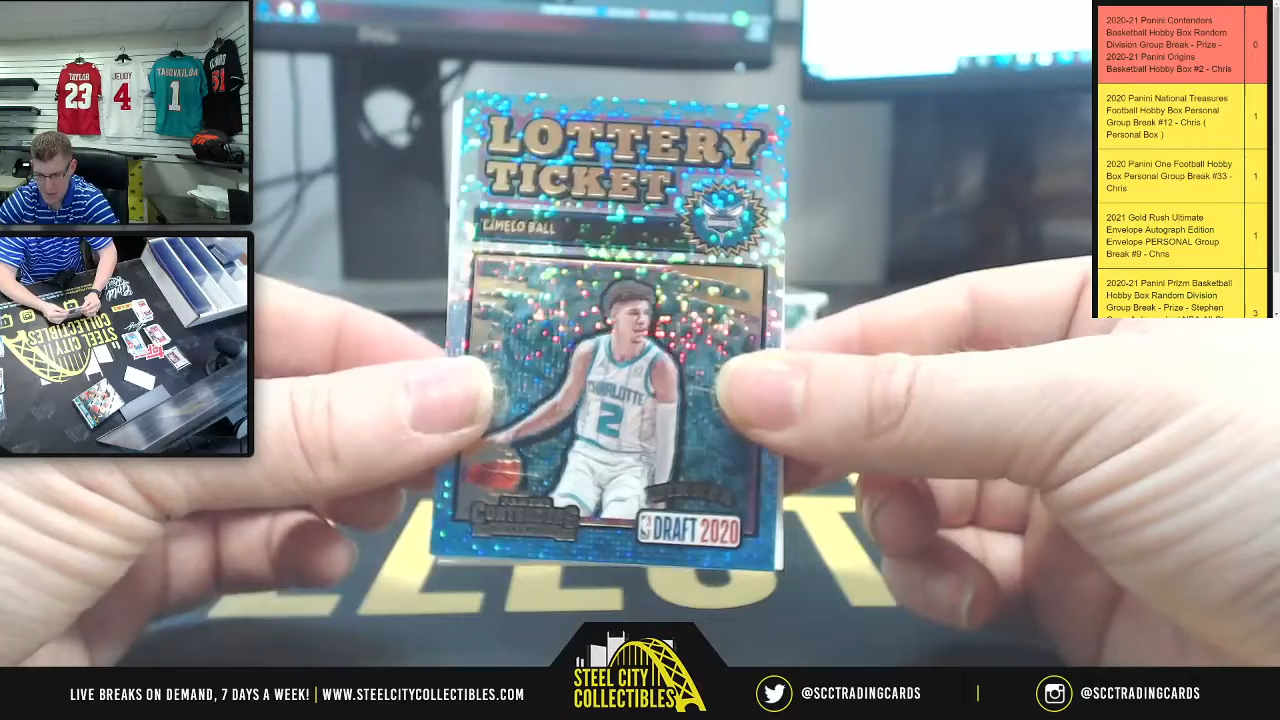 TAYLOR
23
JEUDY
4
TAGOVAILOA
1
31
LOTTERY
TICKET
LAMELO BALL
CHARLOTTE
2
PANINI
CONTENDERS
DRAFT 2020
2020-21 Panini Contenders
Basketball Hobby Box Random
Division Group Break - Prize -
2020-21 Panini Origins
Basketball Hobby Box #2 - Chris
0
2020 Panini National Treasures
Football Hobby Box Personal
Group Break #12 - Chris (
Personal Box )
1
2020 Panini One Football Hobby
Box Personal Group Break #33 -
Chris
1
2021 Gold Rush Ultimate
Envelope Autograph Edition
Envelope PERSONAL Group
Break #9 - Chris
1
2020-21 Panini Prizm Basketball
Hobby Box Random Division
Group Break - Prize - Stephen
3
STEEL CITY
COLLECTIBLES
LIVE BREAKS ON DEMAND, 7 DAYS A WEEK! | WWW.STEELCITYCOLLECTIBLES.COM
STEEL CITY
COLLECTIBLES
@SCCTRADINGCARDS
@SCCTRADINGCARDS